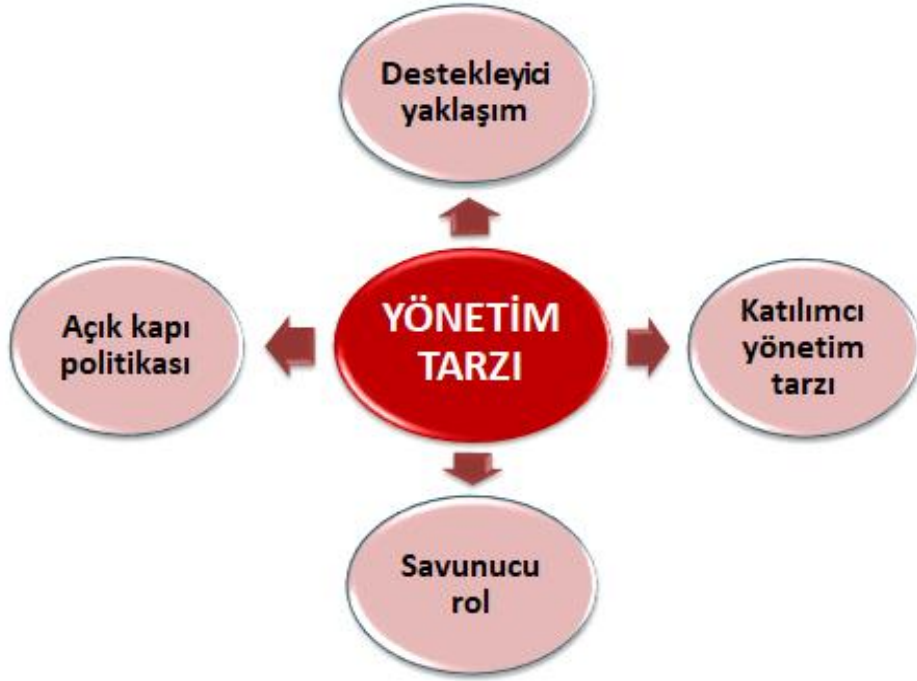 Destekleyici
yaklaşım
Açık kapı
politikası
YÖNETİM
TARZI
Katılımcı
yönetim
tarzı
Savunucu
rol